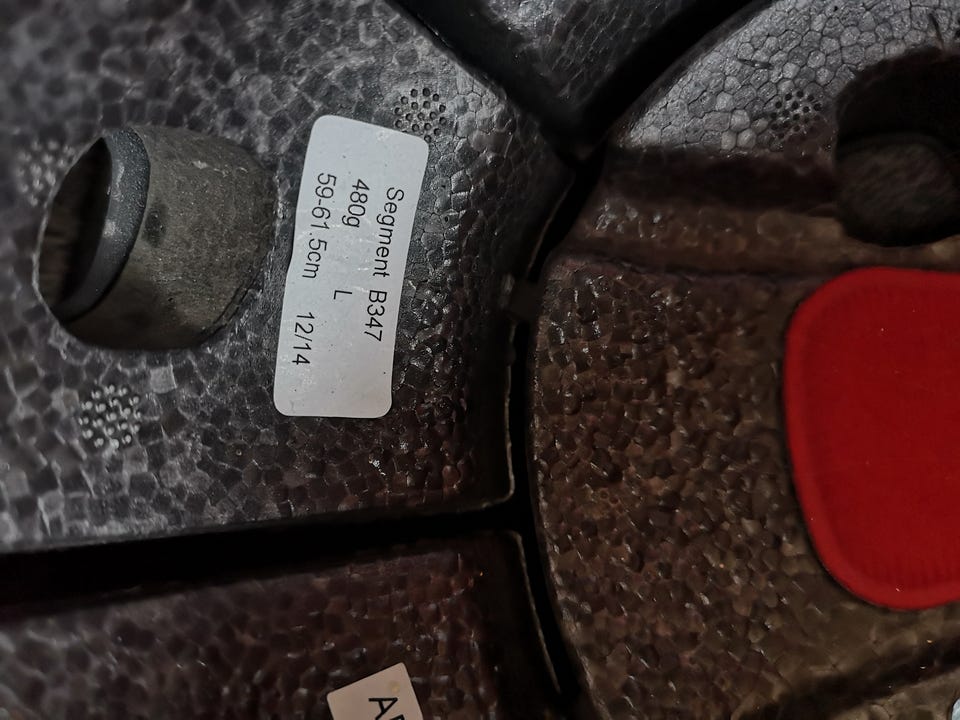 Segment B347
480g L
59-61.5cm 12/14